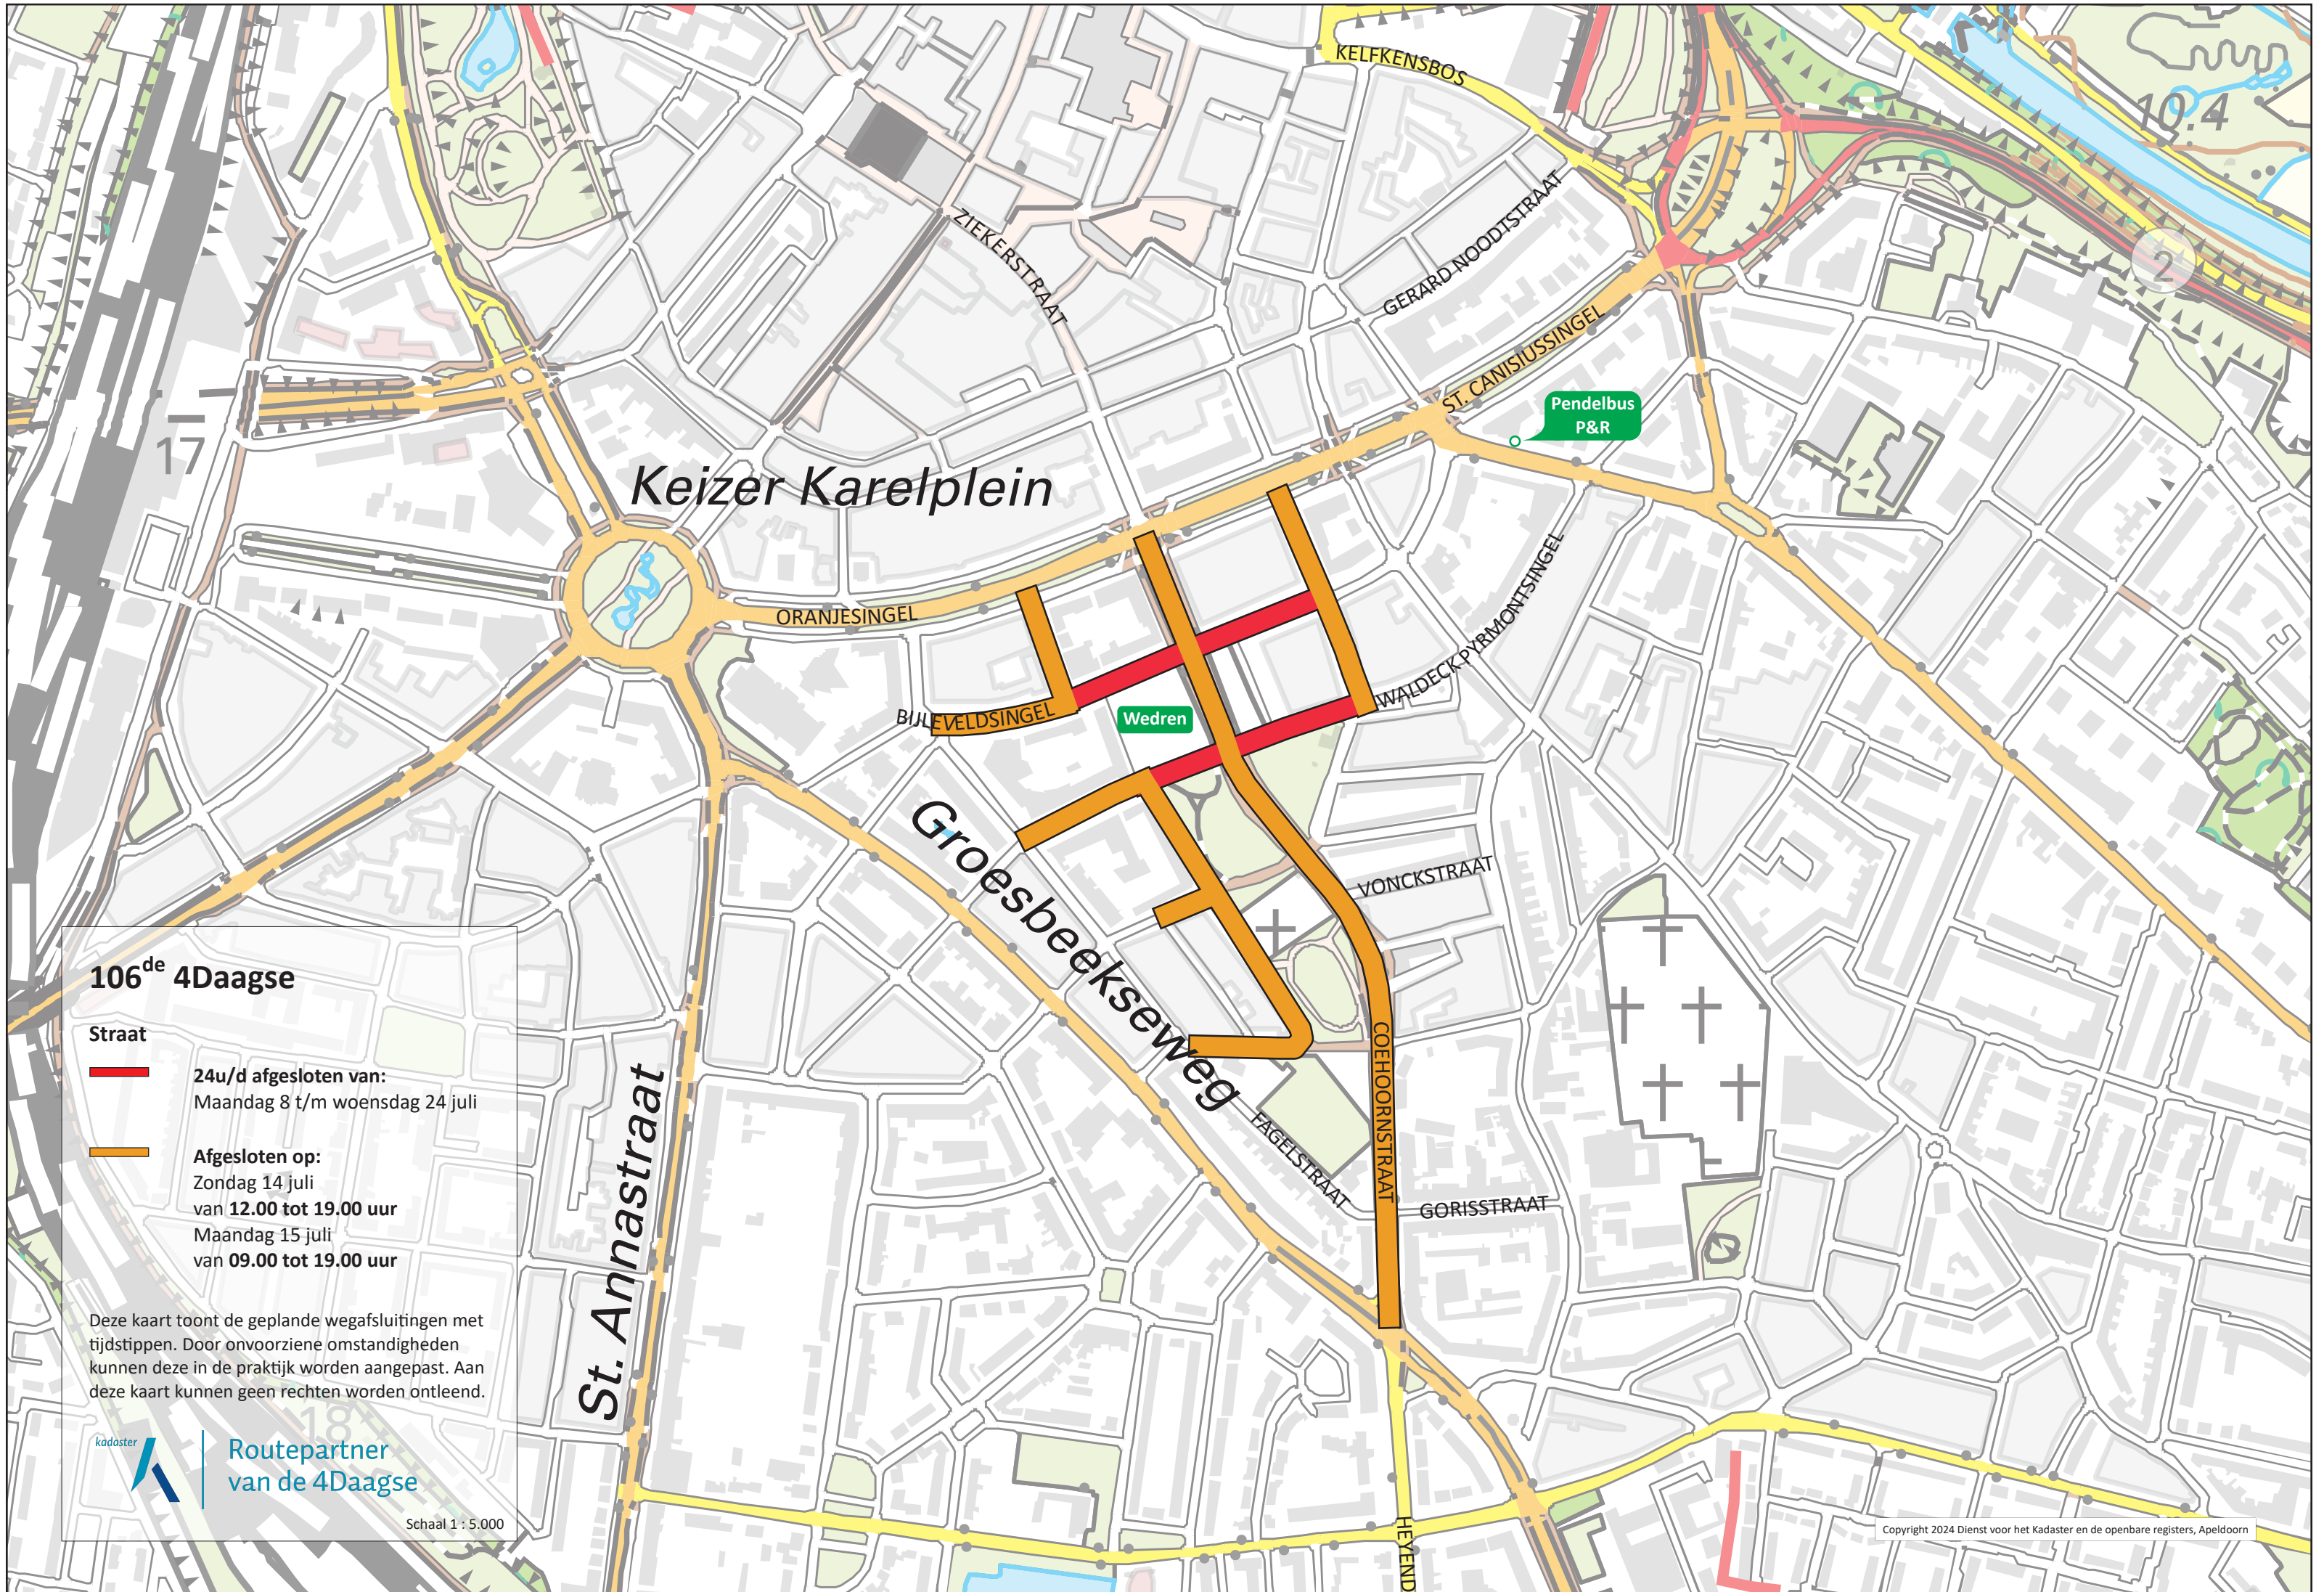 KELFKENSBOS
10.4
ZIEKERSTRAAT
GERARD NOODTSTRAAT
2
ST. CANISIUSSINGEL
Pendelbus
P&R
17
Keizer Karelplein
ORANJESINGEL
WALDECK-PYRMONTSINGEL
BIJLEVELDSINGEL
Wedren
Groesbeekseweg
VONCKSTRAAT
COEHOORNSTRAAT
FAGELSTRAAT
GORISSTRAAT
St. Annastraat
HEYEND
106de 4Daagse
Straat
24u/d afgesloten van:
Maandag 8 t/m woensdag 24 juli
Afgesloten op:
Zondag 14 juli
van 12.00 tot 19.00 uur
Maandag 15 juli
van 09.00 tot 19.00 uur
Deze kaart toont de geplande wegafsluitingen met
tijdstippen. Door onvoorziene omstandigheden
kunnen deze in de praktijk worden aangepast. Aan
deze kaart kunnen geen rechten worden ontleend.
18
kadaster
Routepartner
van de 4Daagse
Schaal 1 : 5.000
Copyright 2024 Dienst voor het Kadaster en de openbare registers, Apeldoorn